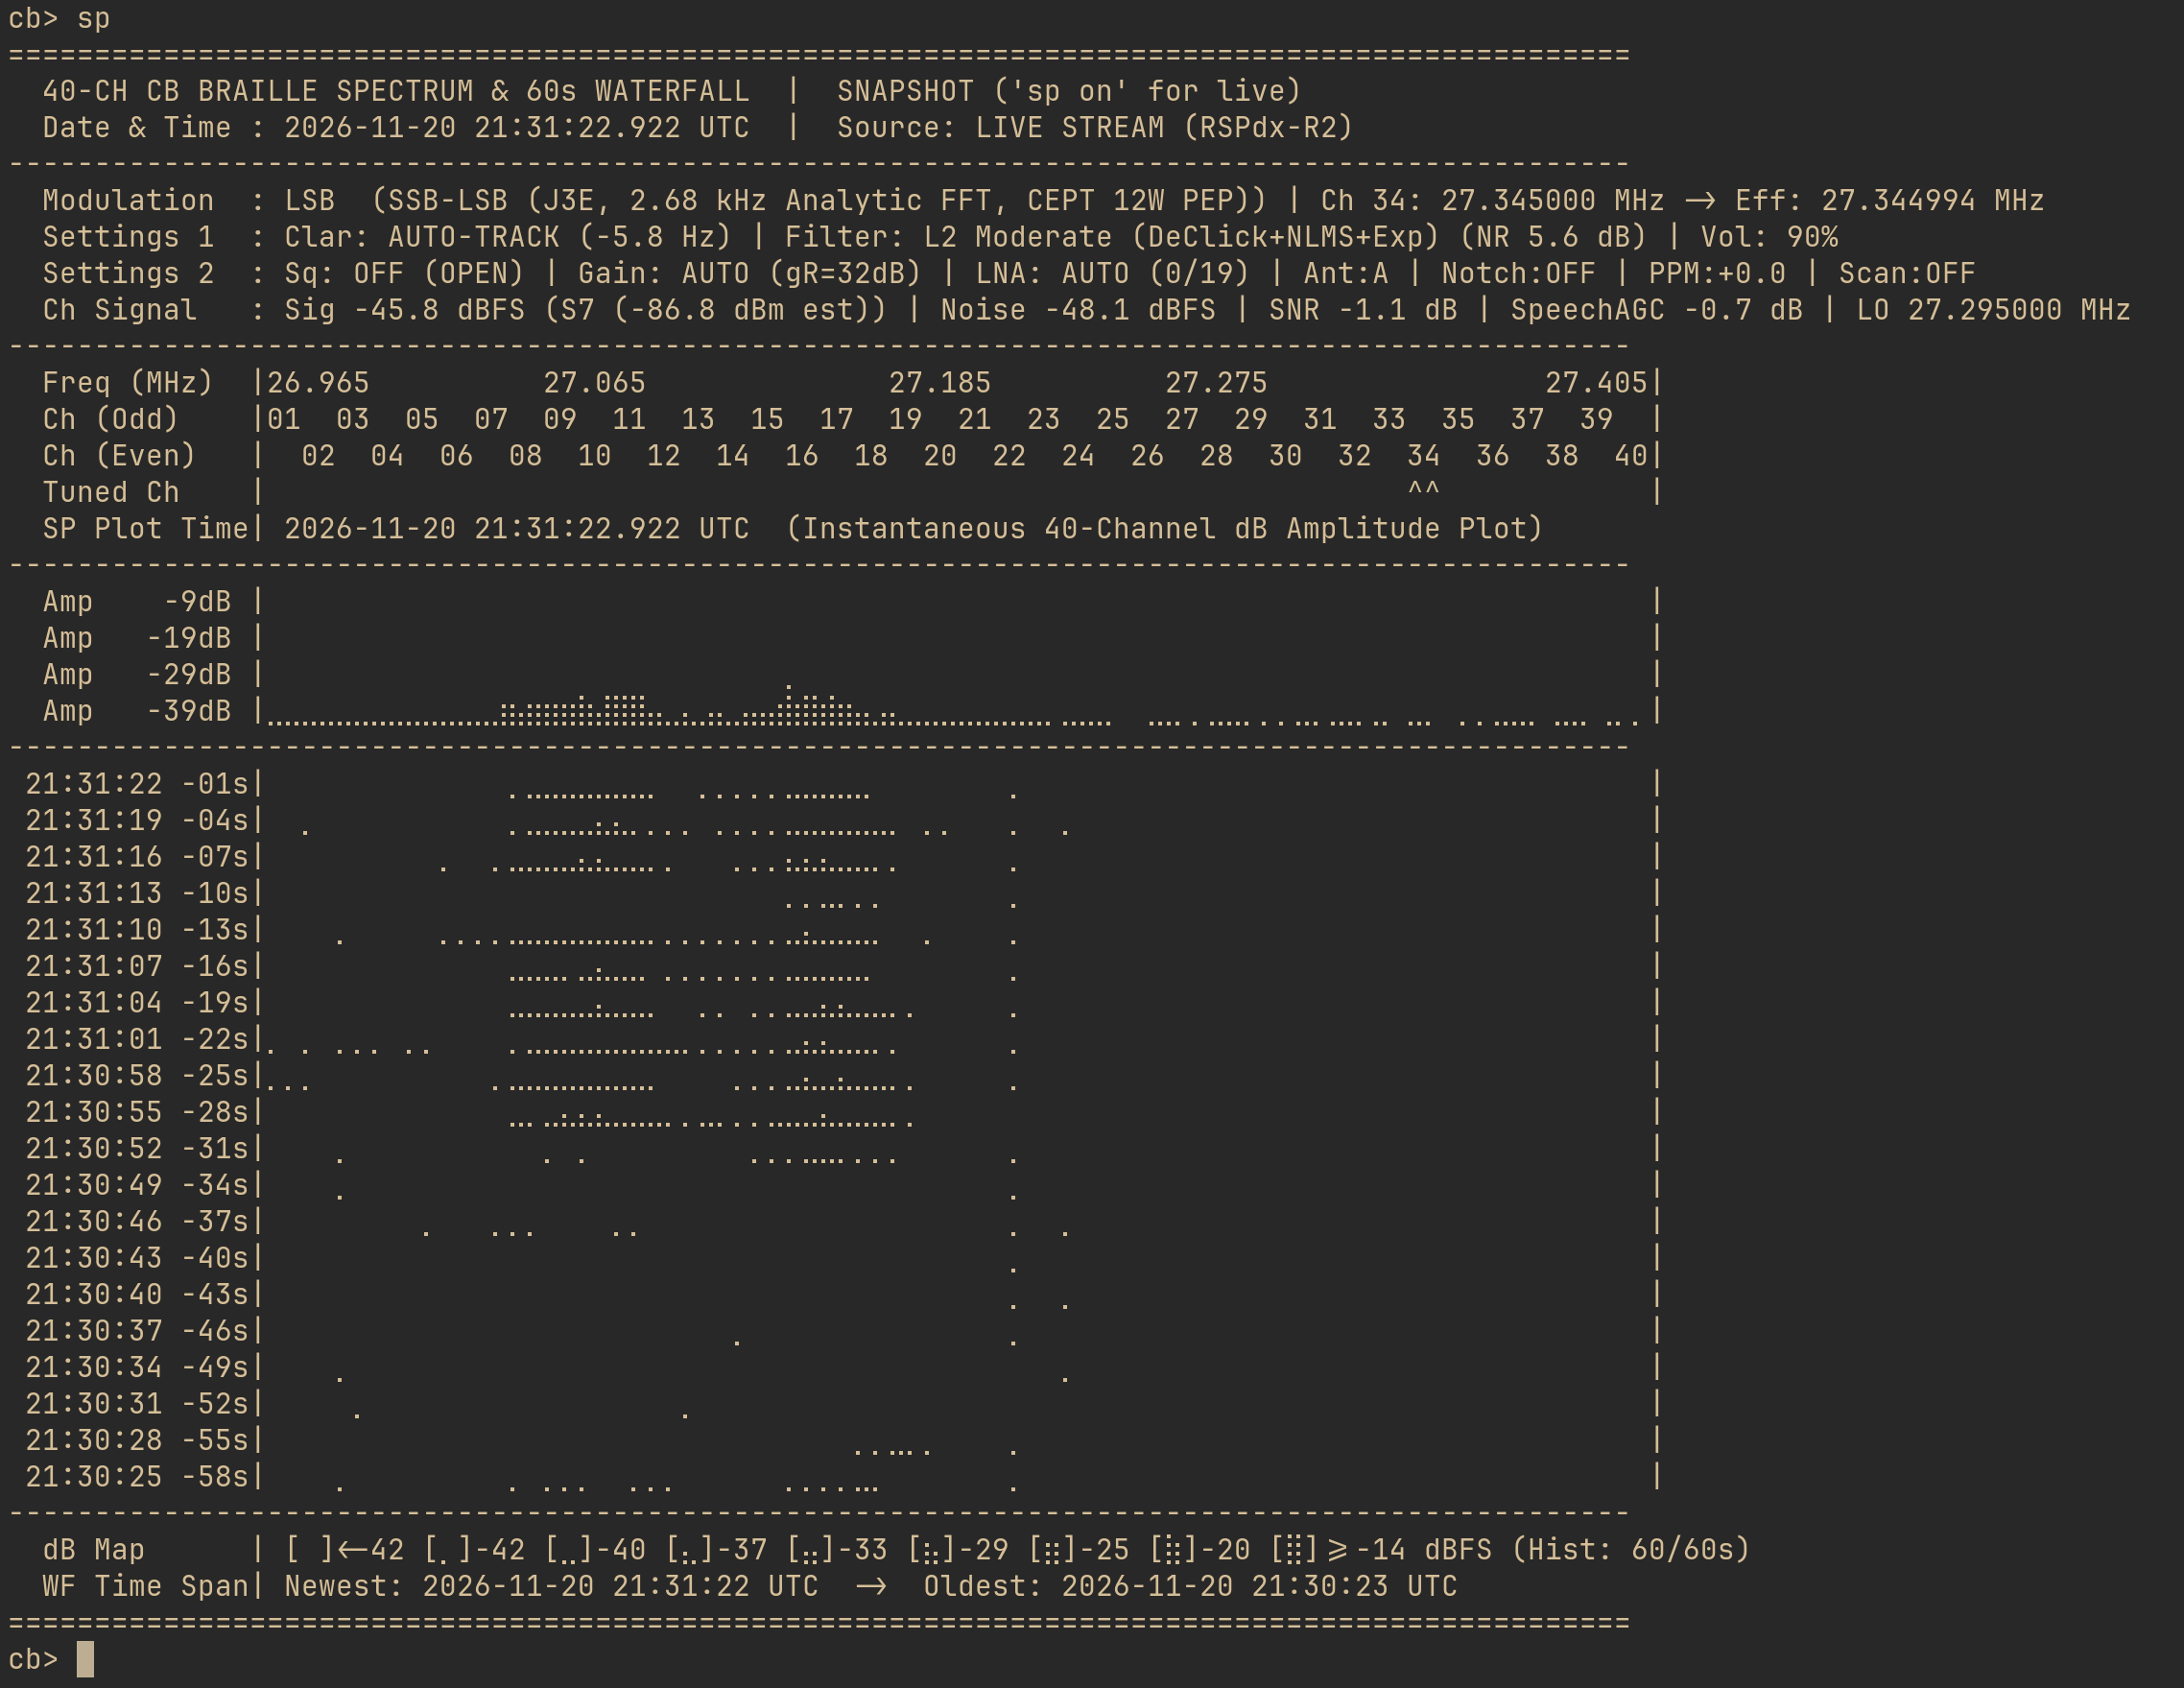 cb> sp
40-CH CB BRAILLE SPECTRUM & 60s WATERFALL | SNAPSHOT ('sp on' for live)
Date & Time : 2026-11-20 21:31:22.922 UTC | Source: LIVE STREAM (RSPdx-R2)
Modulation : LSB (SSB-LSB (J3E, 2.68 kHz Analytic FFT, CEPT 12W PEP)) | Ch 34: 27.345000 MHz -> Eff: 27.344994 MHz
Settings 1 : Clar: AUTO-TRACK (-5.8 Hz) | Filter: L2 Moderate (DeClick+NLMS+Exp) (NR 5.6 dB) | Vol: 90%
Settings 2 : Sq: OFF (OPEN) | Gain: AUTO (gR=32dB) | LNA: AUTO (0/19) | Ant:A | Notch:OFF | PPM:+0.0 | Scan:OFF
Ch Signal : Sig -45.8 dBFS (S7 (-86.8 dBm est)) | Noise -48.1 dBFS | SNR -1.1 dB | SpeechAGC -0.7 dB | LO 27.295000 MHz
Freq (MHz) |26.965 27.065 27.185 27.275 27.405|
Ch (Odd) |01 03 05 07 09 11 13 15 17 19 21 23 25 27 29 31 33 35 37 39 |
Ch (Even) | 02 04 06 08 10 12 14 16 18 20 22 24 26 28 30 32 34 36 38 40|
Tuned Ch | ^^ |
SP Plot Time| 2026-11-20 21:31:22.922 UTC (Instantaneous 40-Channel dB Amplitude Plot)
Amp -9dB | |
Amp -19dB | |
Amp -29dB | |
Amp -39dB | |
21:31:22 -01s| |
21:31:19 -04s| |
21:31:16 -07s| |
21:31:13 -10s| |
21:31:10 -13s| |
21:31:07 -16s| |
21:31:04 -19s| |
21:31:01 -22s| |
21:30:58 -25s| |
21:30:55 -28s| |
21:30:52 -31s| |
21:30:49 -34s| |
21:30:46 -37s| |
21:30:43 -40s| |
21:30:40 -43s| |
21:30:37 -46s| |
21:30:34 -49s| |
21:30:31 -52s| |
21:30:28 -55s| |
21:30:25 -58s| |
dB Map | [ ]<-42 [⡀]-42 [⣀]-40 [⣄]-37 [⣤]-33 [⣦]-29 [⣶]-25 [⣷]-20 [⣿]>=-14 dBFS (Hist: 60/60s)
WF Time Span| Newest: 2026-11-20 21:31:22 UTC -> Oldest: 2026-11-20 21:30:23 UTC
cb>